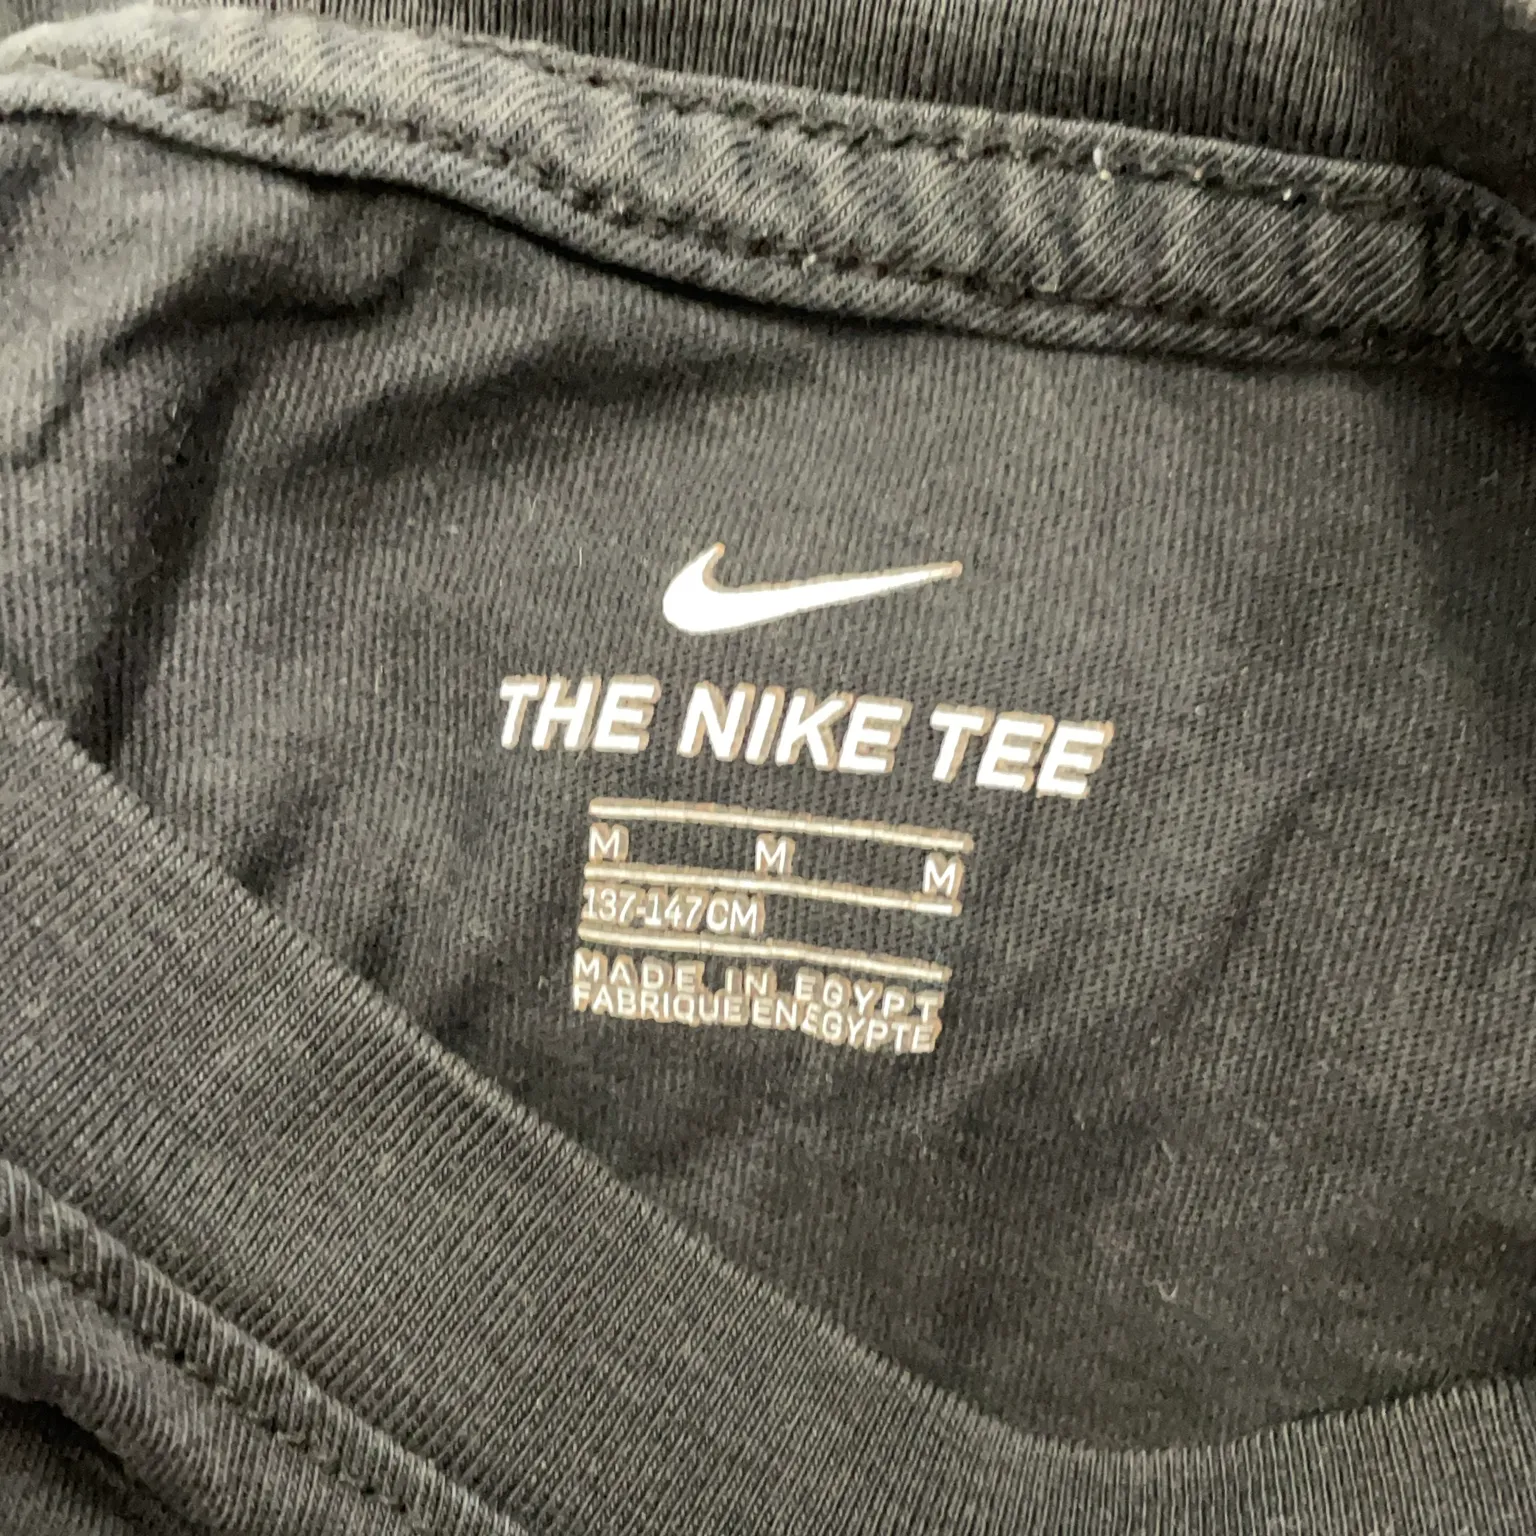 THE NIKE TEE
M M M
137-147CM
MADE IN EGYPT
FABRIQUE EN EGYPTE